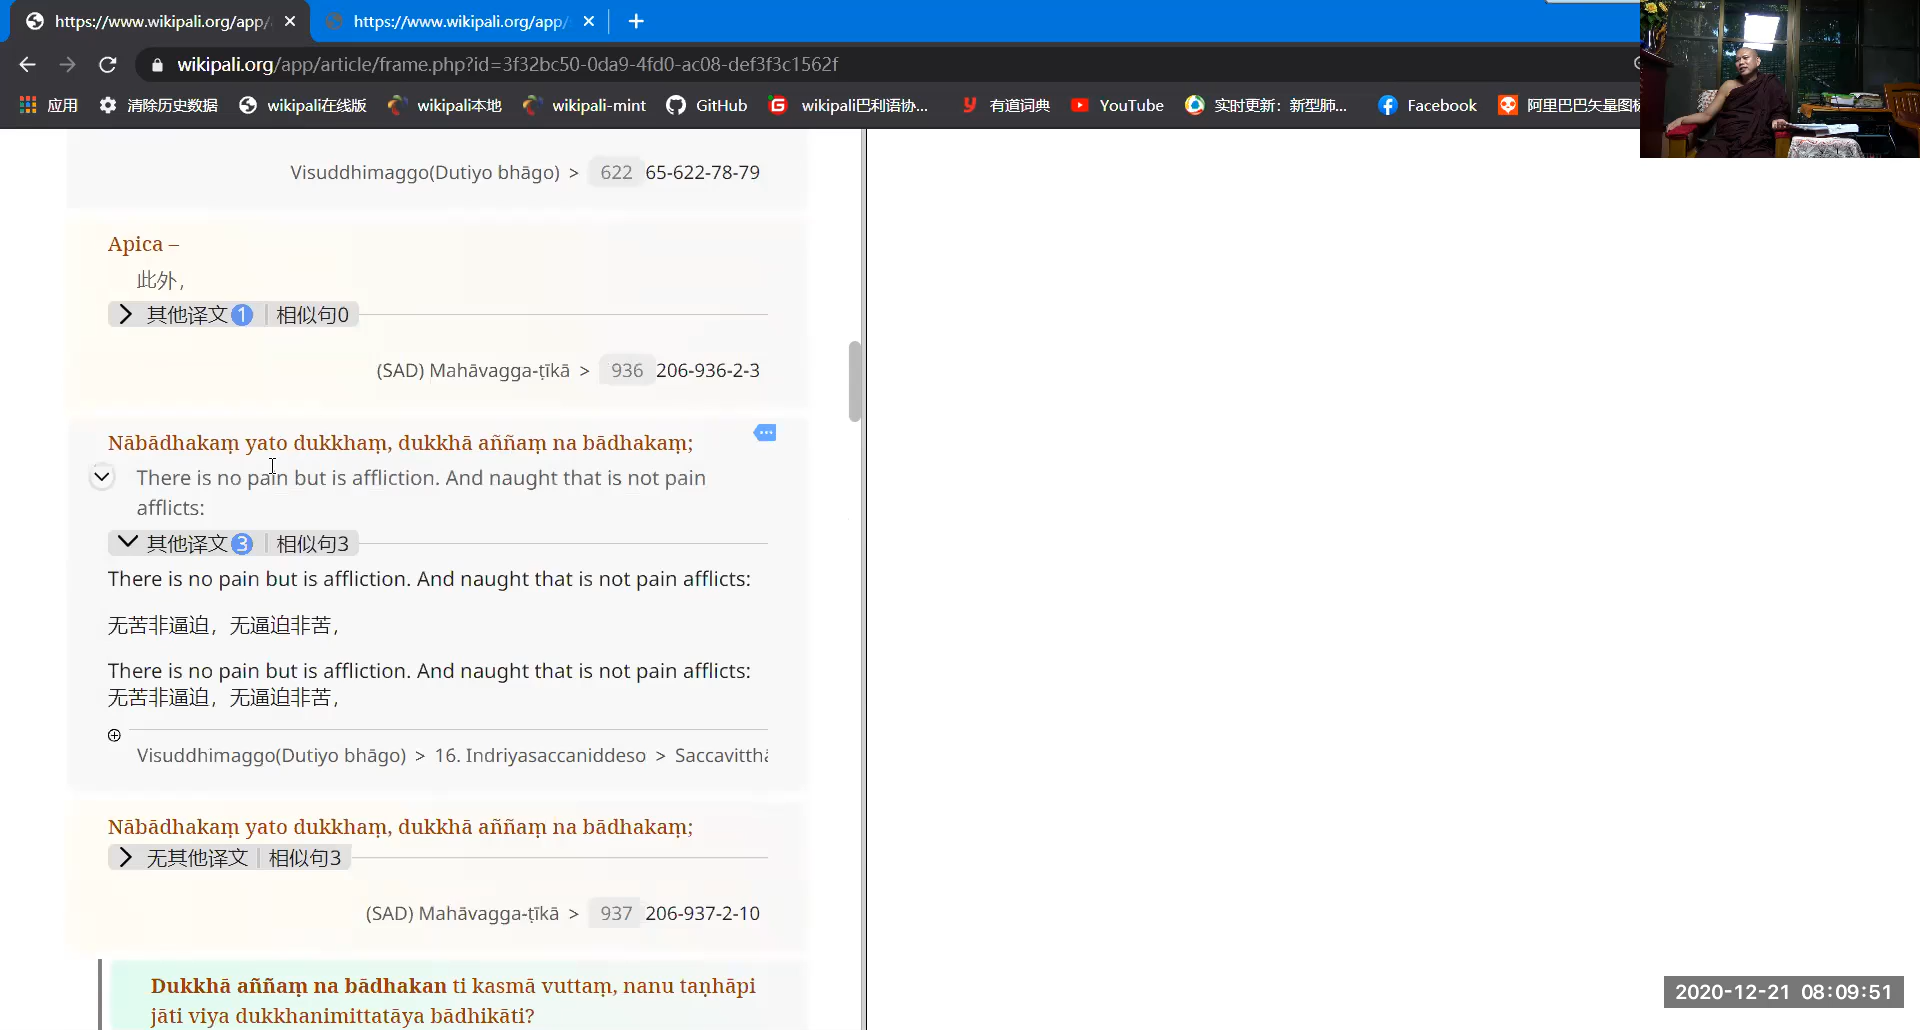 https://www.wikipali.org/app/
https://www.wikipali.org/app/
wikipali.org/app/article/frame.php?id=3f32bc50-0da9-4fd0-ac08-def3f3c1562f
应用 清除历史数据 wikipali在线版 wikipali本地 wikipali-mint GitHub wikipali巴利语协... 有道词典 YouTube 实时更新：新型肺... Facebook 阿里巴巴矢量图标
Visuddhimaggo(Dutiyo bhāgo) > 622 65-622-78-79
Apica –
此外，
其他译文 1 相似句0
(SAD) Mahāvagga-ṭīkā > 936 206-936-2-3
Nābādhakaṃ yato dukkhaṃ, dukkhā aññaṃ na bādhakaṃ;
There is no pain but is affliction. And naught that is not pain
afflicts:
其他译文 3 相似句3
There is no pain but is affliction. And naught that is not pain afflicts:
无苦非逼迫，无逼迫非苦，
There is no pain but is affliction. And naught that is not pain afflicts:
无苦非逼迫，无逼迫非苦，
Visuddhimaggo(Dutiyo bhāgo) > 16. Indriyasaccaniddeso > Saccavitthā
Nābādhakaṃ yato dukkhaṃ, dukkhā aññaṃ na bādhakaṃ;
无其他译文 相似句3
(SAD) Mahāvagga-ṭīkā > 937 206-937-2-10
Dukkhā aññaṃ na bādhakan ti kasmā vuttaṃ, nanu taṇhāpi
jāti viya dukkhanimittatāya bādhikāti?
2020-12-21 08:09:51